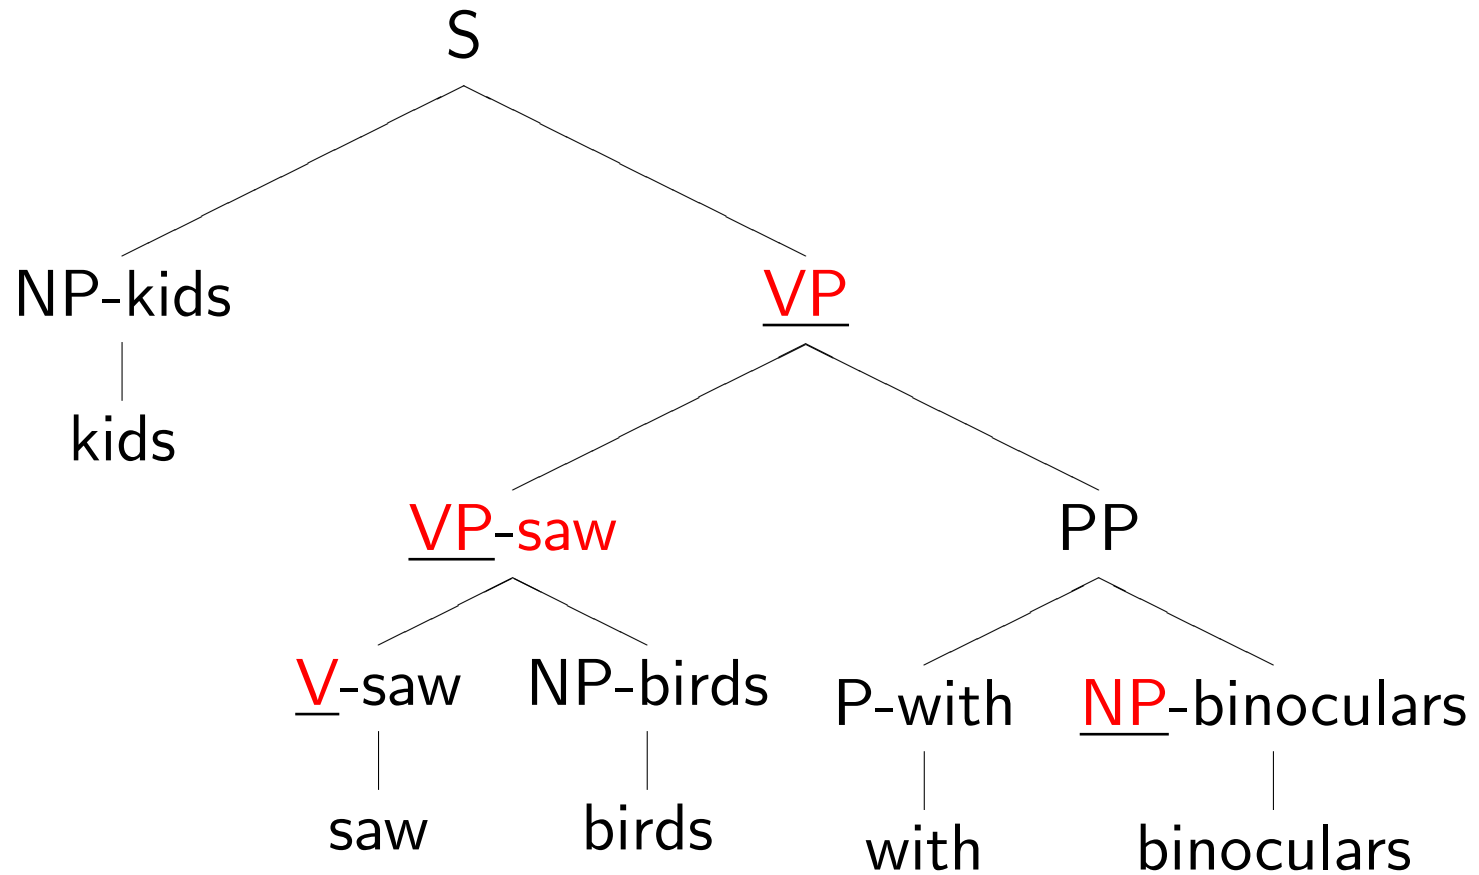 S
NP-kids VP
kids
VP-saw PP
V-saw NP-birds P-with NP-binoculars
saw birds with binoculars